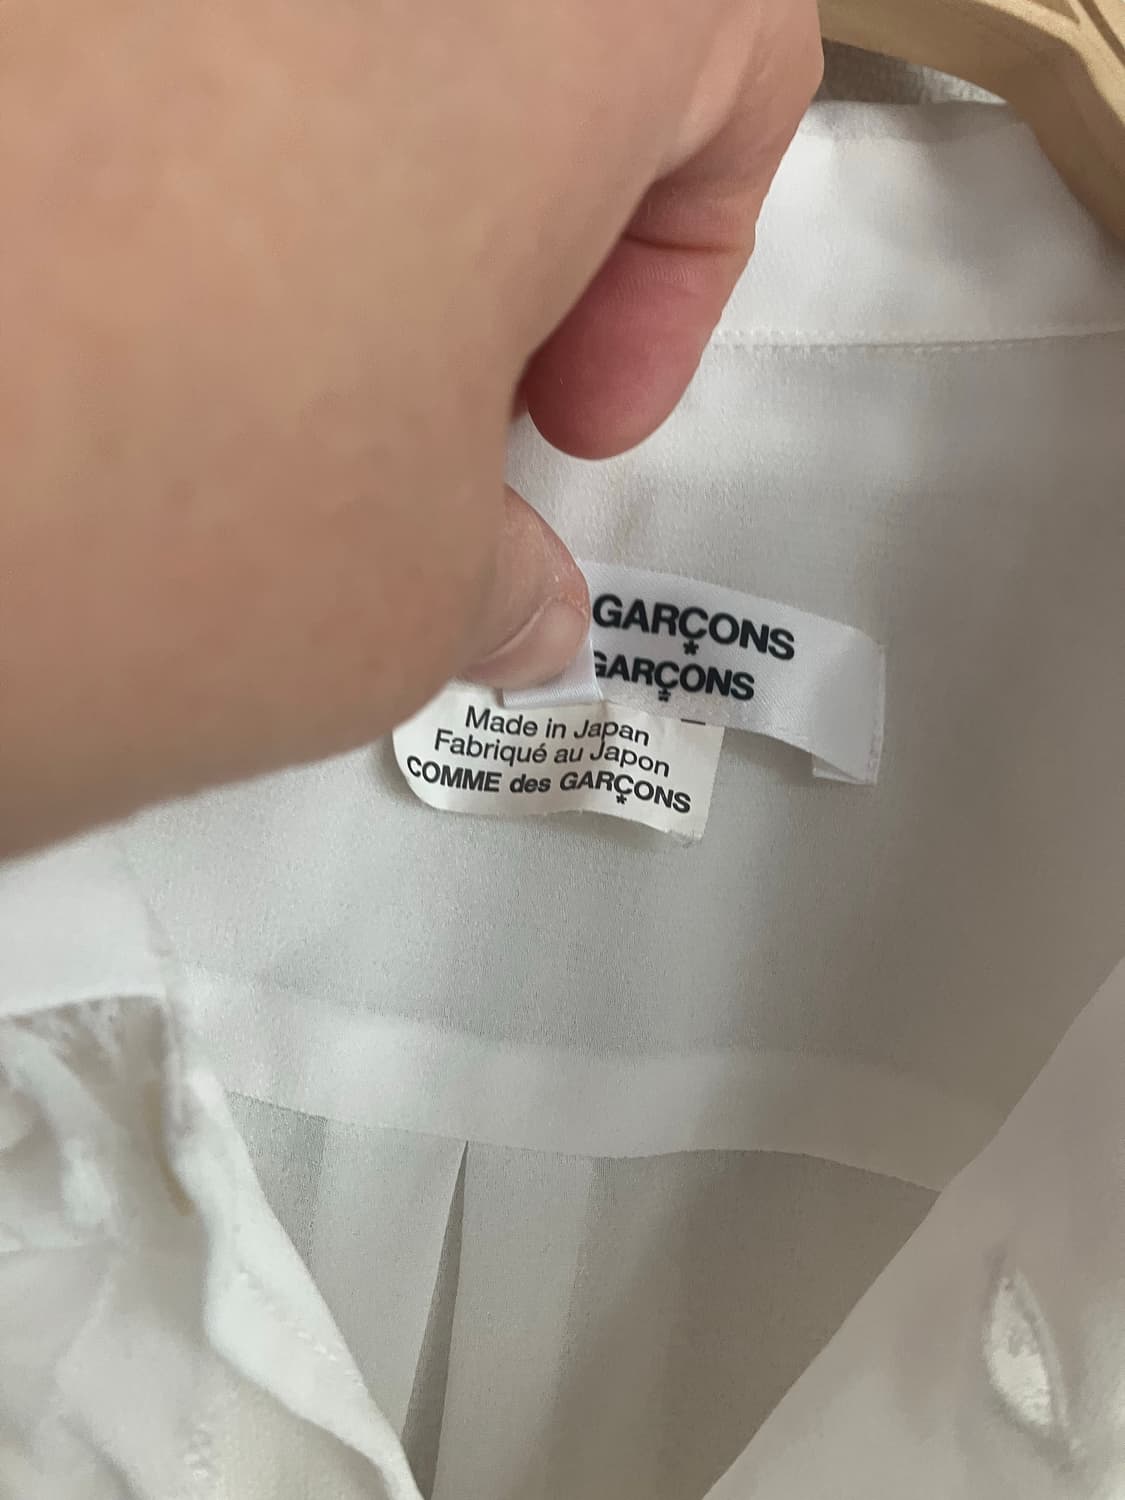 GARÇONS
GARÇONS
Made in Japan
Fabriqué au Japon
COMME des GARÇONS